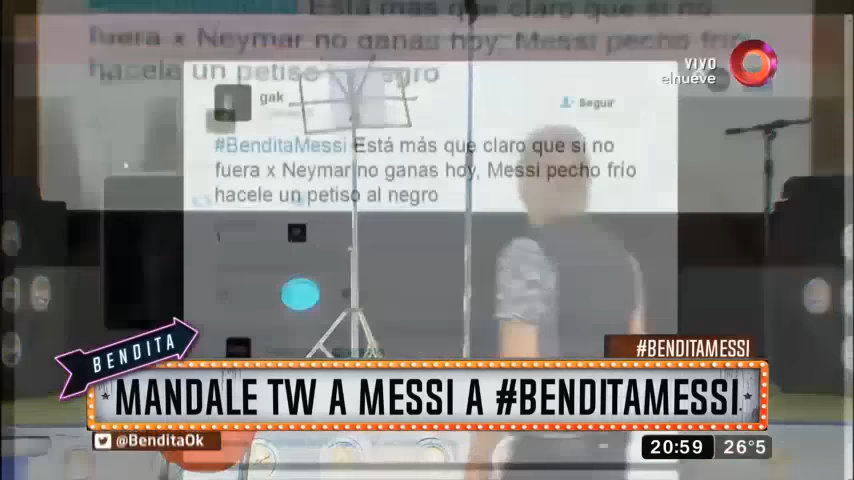 Está más que claro que si no
fuera x Neymar no ganas hoy, Messi pecho frío
hacele un petiso al negro
VIVO
elnueve
gak
Seguir
#BenditaMessi Está más que claro que si no
fuera x Neymar no ganas hoy, Messi pecho frío
hacele un petiso al negro
#BENDITAMESSI
BENDITA
MANDALE TW A MESSI A #BENDITAMESSI
@BenditaOk
20:59
26°5